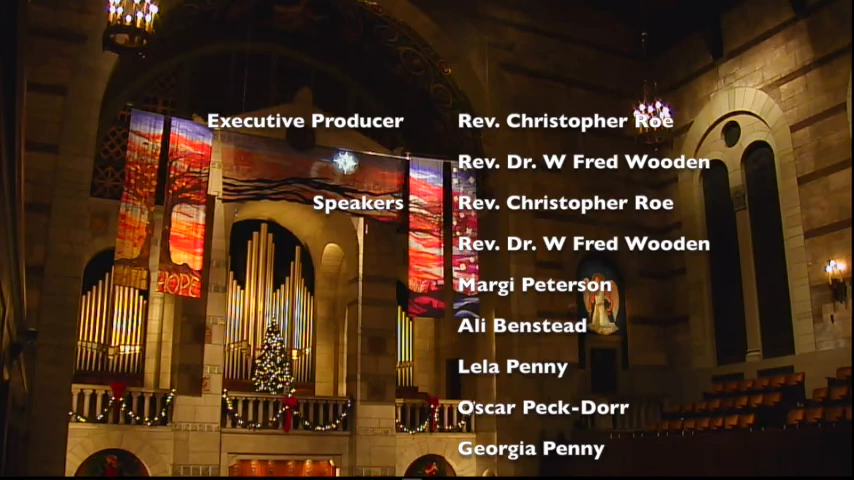 Executive Producer Rev. Christopher Roe
Rev. Dr. W Fred Wooden
Speakers Rev. Christopher Roe
Rev. Dr. W Fred Wooden
Margi Peterson
Ali Benstead
Lela Penny
Oscar Peck-Dorr
Georgia Penny
HOPE